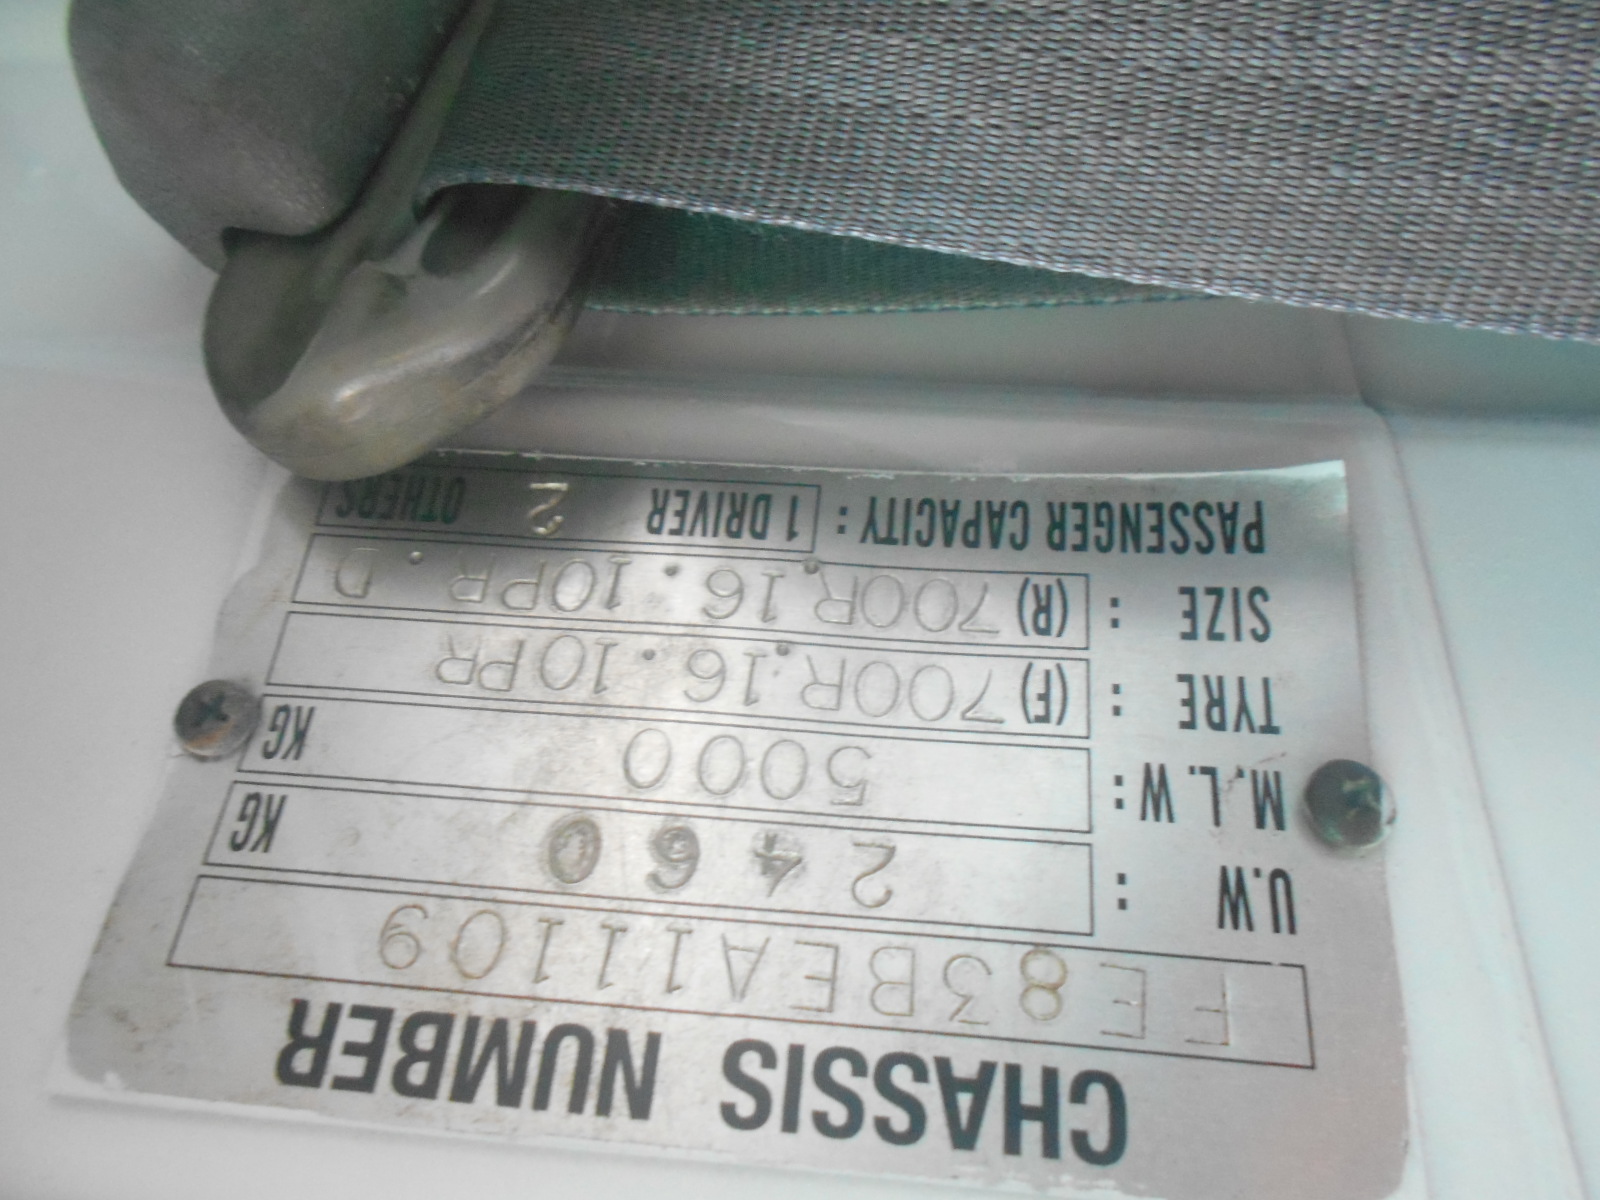 CHASSIS NUMBER
FE83BEA11109
U.W : 2460 KG
M.L.W : 5000 KG
TYRE : (F) 700R.16.10PR
SIZE : (R) 700R.16.10PR.D
PASSENGER CAPACITY : 1 DRIVER 2 OTHERS